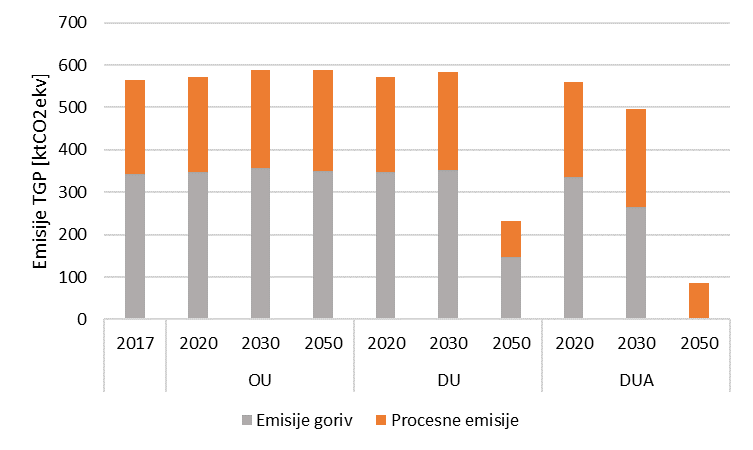 Emisije TGP [ktCO2ekv]
700
600
500
400
300
200
100
0
2017 2020 2030 2050 2020 2030 2050 2020 2030 2050
OU DU DUA
Emisije goriv Procesne emisije